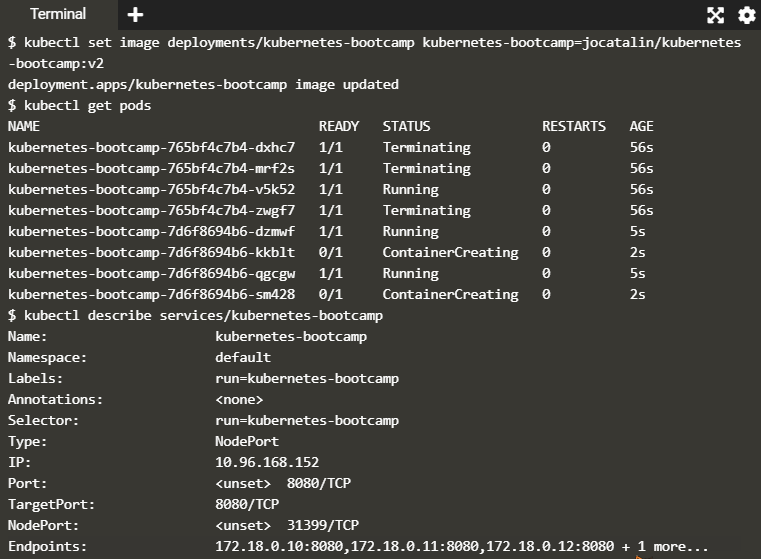 Terminal +
$ kubectl set image deployments/kubernetes-bootcamp kubernetes-bootcamp=jocatalin/kubernetes
-bootcamp:v2
deployment.apps/kubernetes-bootcamp image updated
$ kubectl get pods
NAME READY STATUS RESTARTS AGE
kubernetes-bootcamp-765bf4c7b4-dxhc7 1/1 Terminating 0 56s
kubernetes-bootcamp-765bf4c7b4-mrf2s 1/1 Terminating 0 56s
kubernetes-bootcamp-765bf4c7b4-v5k52 1/1 Running 0 56s
kubernetes-bootcamp-765bf4c7b4-zwgf7 1/1 Terminating 0 56s
kubernetes-bootcamp-7d6f8694b6-dzmwf 1/1 Running 0 5s
kubernetes-bootcamp-7d6f8694b6-kkblt 0/1 ContainerCreating 0 2s
kubernetes-bootcamp-7d6f8694b6-qgcgw 1/1 Running 0 5s
kubernetes-bootcamp-7d6f8694b6-sm428 0/1 ContainerCreating 0 2s
$ kubectl describe services/kubernetes-bootcamp
Name: kubernetes-bootcamp
Namespace: default
Labels: run=kubernetes-bootcamp
Annotations: <none>
Selector: run=kubernetes-bootcamp
Type: NodePort
IP: 10.96.168.152
Port: <unset> 8080/TCP
TargetPort: 8080/TCP
NodePort: <unset> 31399/TCP
Endpoints: 172.18.0.10:8080,172.18.0.11:8080,172.18.0.12:8080 + 1 more...